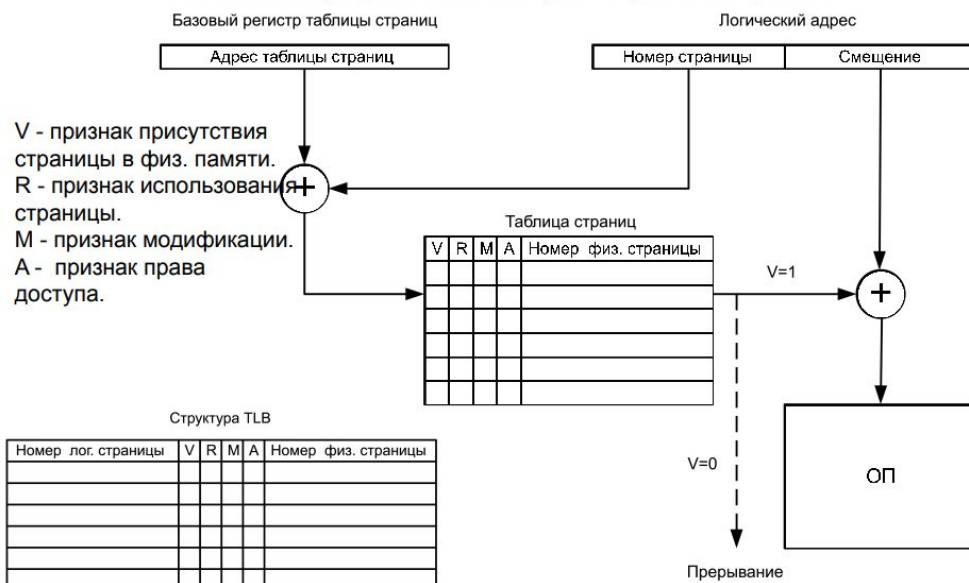 Базовый регистр таблицы страниц
Логический адрес
Адрес таблицы страниц
Номер страницы Смещение
V - признак присутствия
страницы в физ. памяти.
R - признак использования
страницы.
M - признак модификации.
A - признак права
доступа.
+
Таблица страниц
V R M A Номер физ. страницы
V=1
+
Структура TLB
Номер лог. страницы V R M A Номер физ. страницы
V=0
ОП
Прерывание